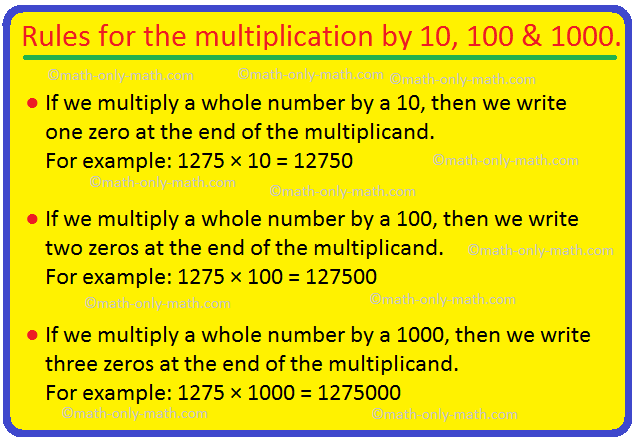 Rules for the multiplication by 10, 100 & 1000.
©math-only-math.com ©math-only-math.com ©math-only-math.com
• If we multiply a whole number by a 10, then we write
one zero at the end of the multiplicand.
For example: 1275 × 10 = 12750 ©math-only-math.com
©math-only-math.com ©math-only-math.com
• If we multiply a whole number by a 100, then we write
two zeros at the end of the multiplicand. ©math-only-math.com
For example: 1275 × 100 = 127500
©math-only-math.com ©math-only-math.com
• If we multiply a whole number by a 1000, then we write
three zeros at the end of the multiplicand.
For example: 1275 × 1000 = 1275000
©math-only-math.com ©math-only-math.com